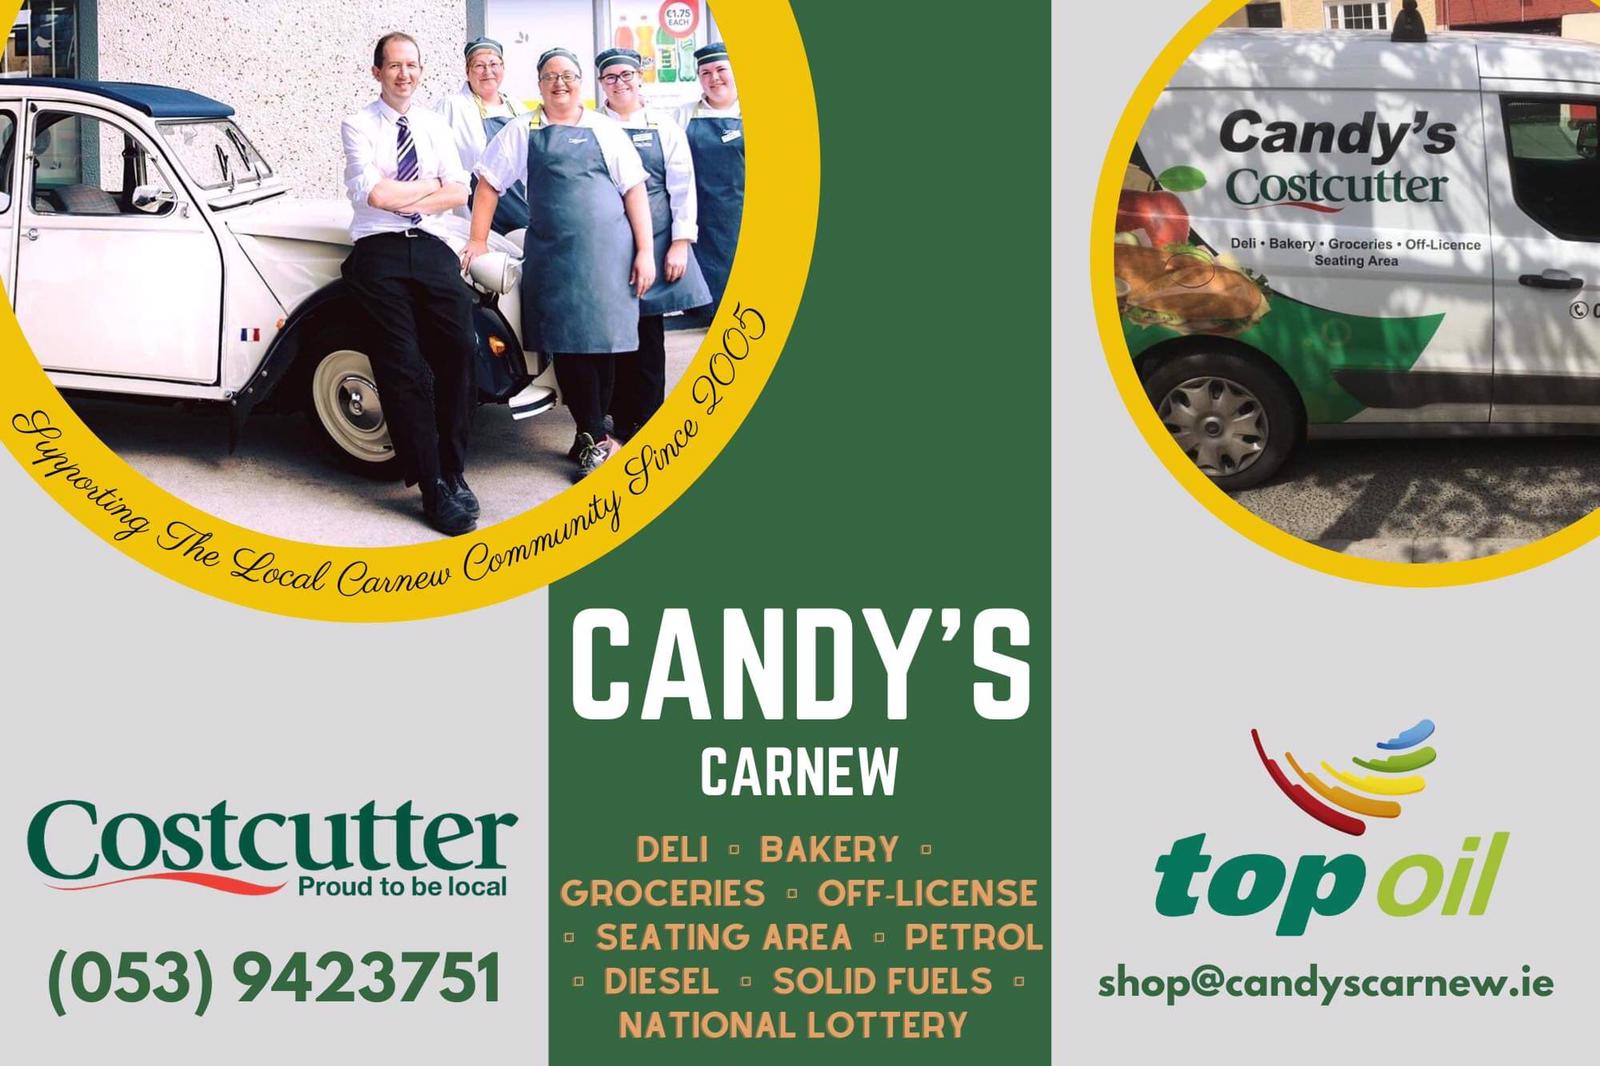 €1.75
EACH
Supporting The Local Carnew Community Since 2005
Candy's
Costcutter
Deli • Bakery • Groceries • Off-Licence
Seating Area
CANDY'S
CARNEW
DELI ▫ BAKERY ▫
GROCERIES ▫ OFF-LICENSE
▫ SEATING AREA ▫ PETROL
▫ DIESEL ▫ SOLID FUELS ▫
NATIONAL LOTTERY
Costcutter
Proud to be local
(053) 9423751
top oil
shop@candyscarnew.ie